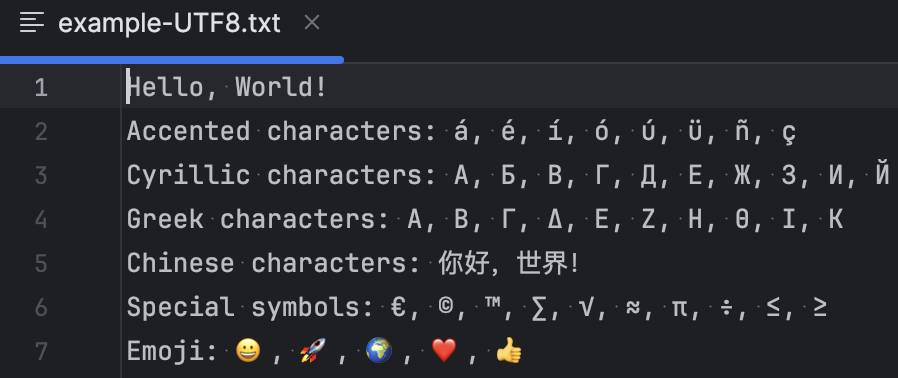 example-UTF8.txt ×
1 Hello, World!
2 Accented characters: á, é, í, ó, ú, ü, ñ, ç
3 Cyrillic characters: А, Б, В, Г, Д, Е, Ж, З, И, Й
4 Greek characters: Α, Β, Γ, Δ, Ε, Ζ, Η, Θ, Ι, Κ
5 Chinese characters: 你好，世界！
6 Special symbols: €, ©, ™, ∑, √, ≈, π, ÷, ≤, ≥
7 Emoji: 😀, 🚀, 🌍, ❤️, 👍